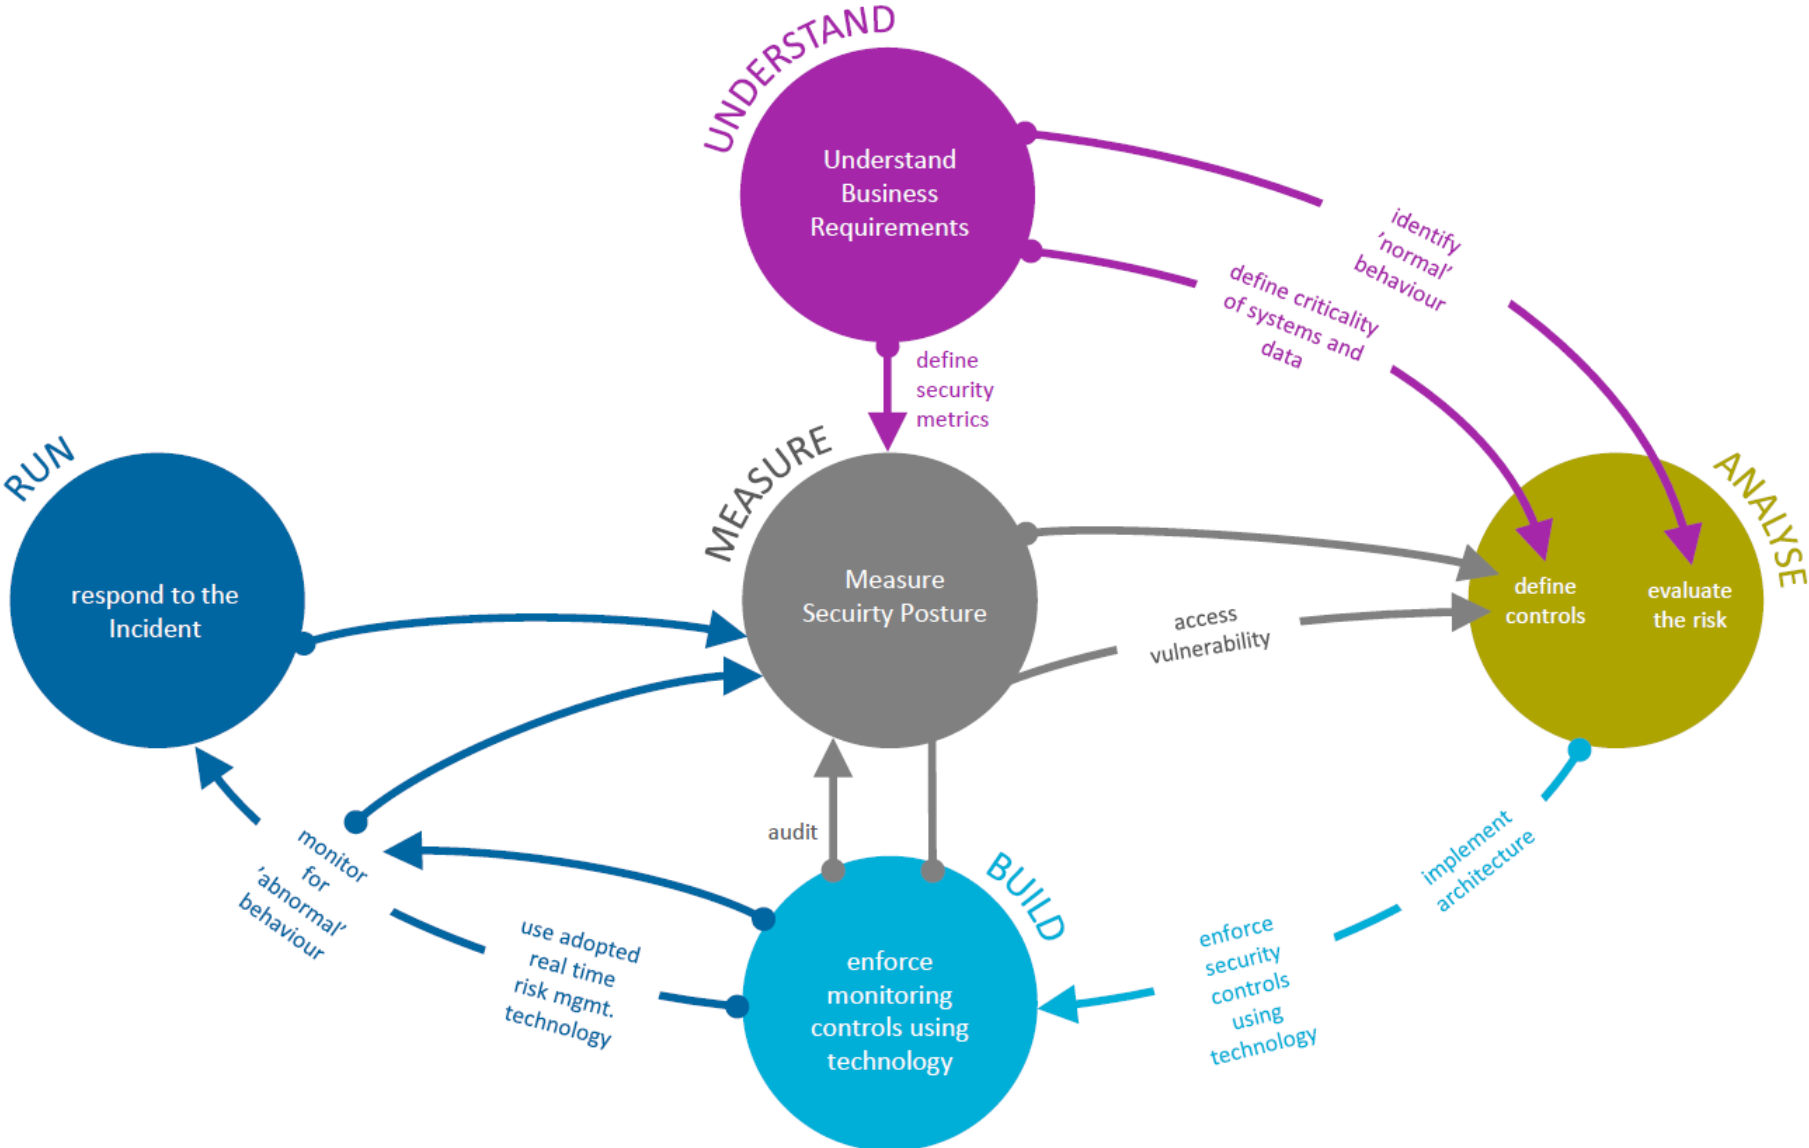 UNDERSTAND
Understand
Business
Requirements
identify
'normal'
behaviour
define criticality
of systems and
data
define
security
metrics
RUN
respond to the
Incident
MEASURE
Measure
Secuirty Posture
ANALYSE
define
controls
evaluate
the risk
access
vulnerability
audit
monitor
for
'abnormal'
behaviour
use adopted
real time
risk mgmt.
technology
BUILD
enforce
monitoring
controls using
technology
implement
architecture
enforce
security
controls
using
technology